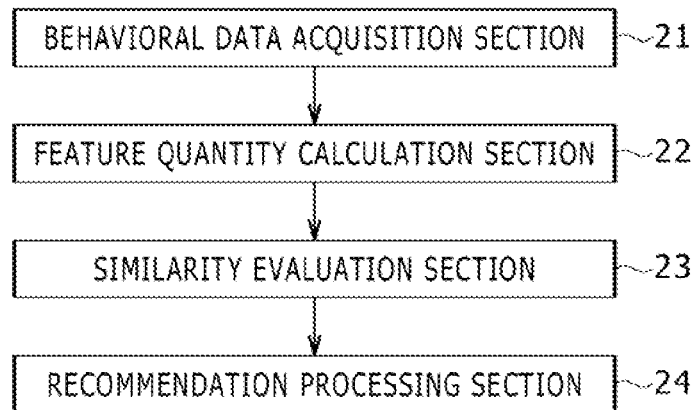 BEHAVIORAL DATA ACQUISITION SECTION 21
FEATURE QUANTITY CALCULATION SECTION 22
SIMILARITY EVALUATION SECTION 23
RECOMMENDATION PROCESSING SECTION 24